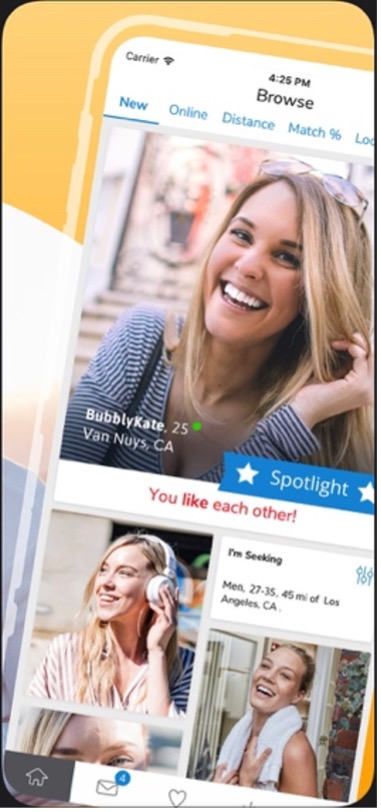 Carrier
4:25 PM
Browse
New Online Distance Match %
BubblyKate, 25
Van Nuys, CA
Spotlight
You like each other!
I'm Seeking
Men, 27-35, 45 mi of Los
Angeles, CA .
4